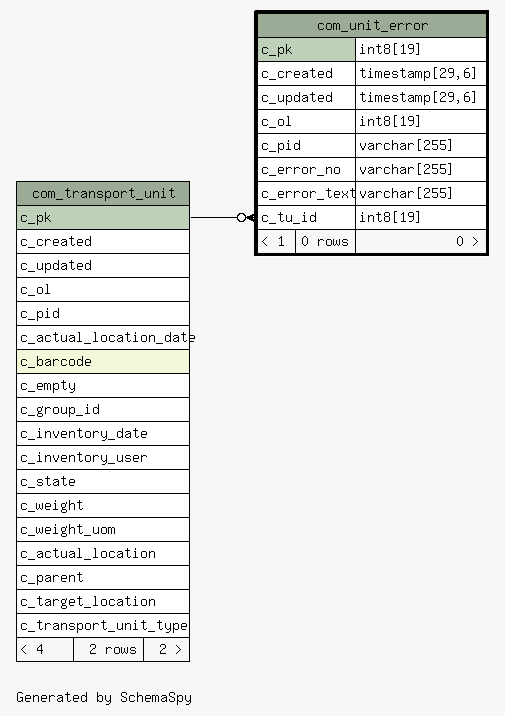 com_unit_error
c_pk int8[19]
c_created timestamp[29,6]
c_updated timestamp[29,6]
c_ol int8[19]
c_pid varchar[255]
c_error_no varchar[255]
c_error_text varchar[255]
c_tu_id int8[19]
< 1 0 rows 0 >
com_transport_unit
c_pk
c_created
c_updated
c_ol
c_pid
c_actual_location_date
c_barcode
c_empty
c_group_id
c_inventory_date
c_inventory_user
c_state
c_weight
c_weight_uom
c_actual_location
c_parent
c_target_location
c_transport_unit_type
< 4 2 rows 2 >
Generated by SchemaSpy